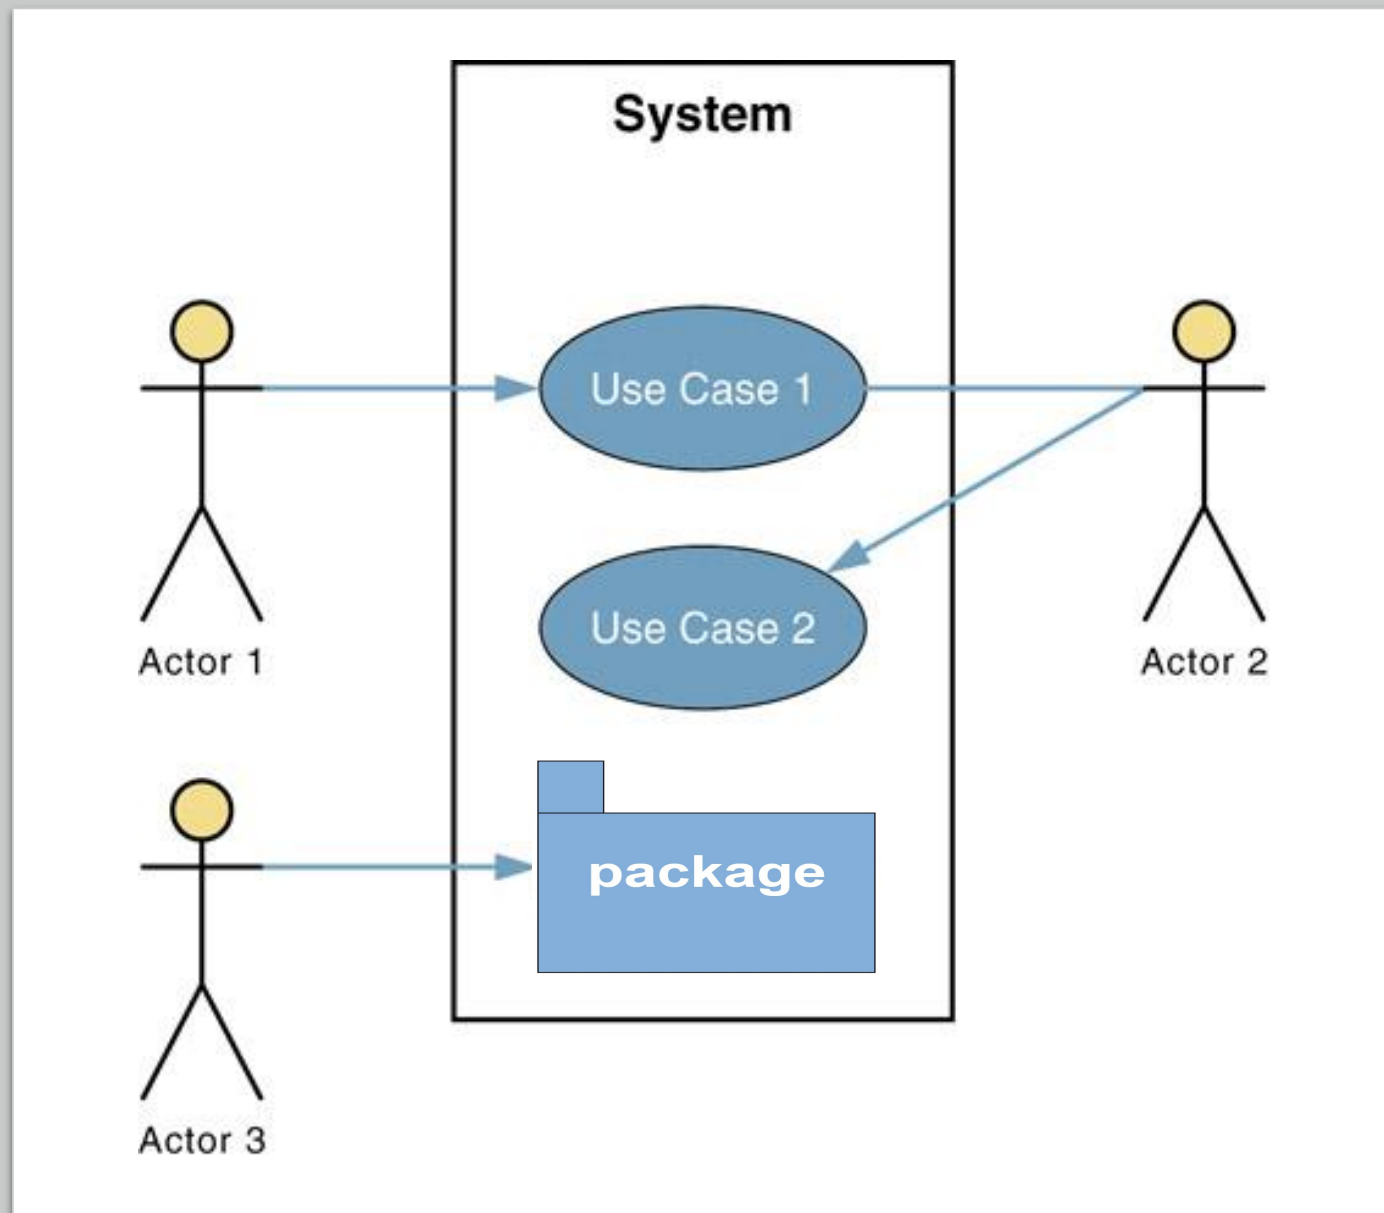 System
Use Case 1
Use Case 2
Actor 1
Actor 2
package
Actor 3